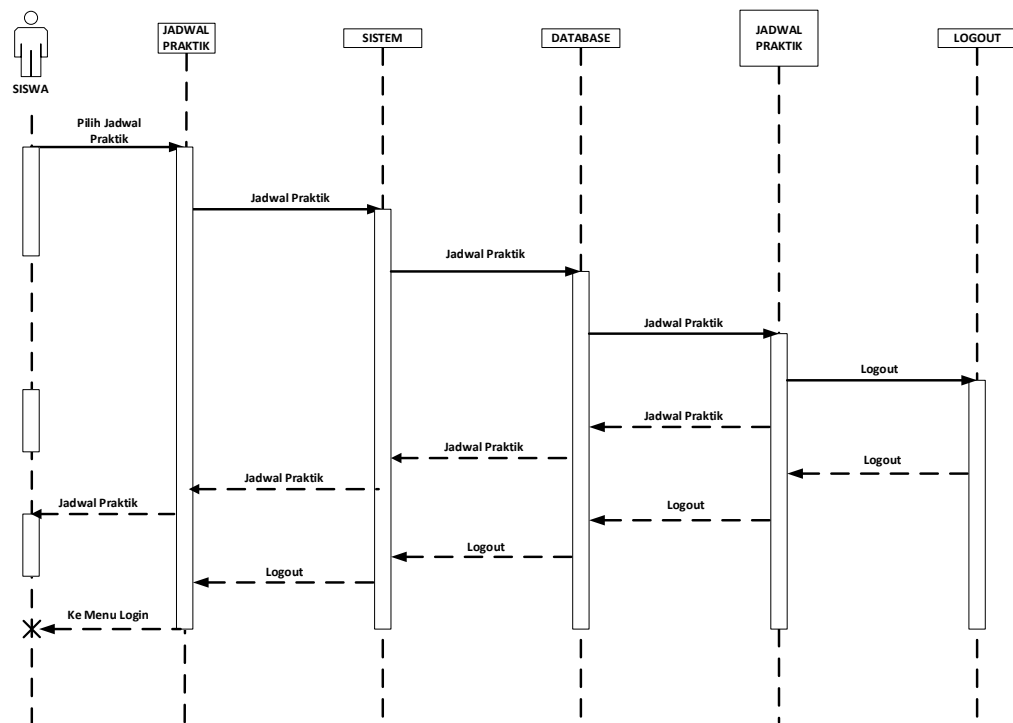 JADWAL
PRAKTIK
SISTEM
DATABASE
JADWAL
PRAKTIK
LOGOUT
SISWA
Pilih Jadwal
Praktik
Jadwal Praktik
Jadwal Praktik
Jadwal Praktik
Logout
Jadwal Praktik
Jadwal Praktik
Logout
Jadwal Praktik
Jadwal Praktik
Logout
Logout
Logout
Ke Menu Login